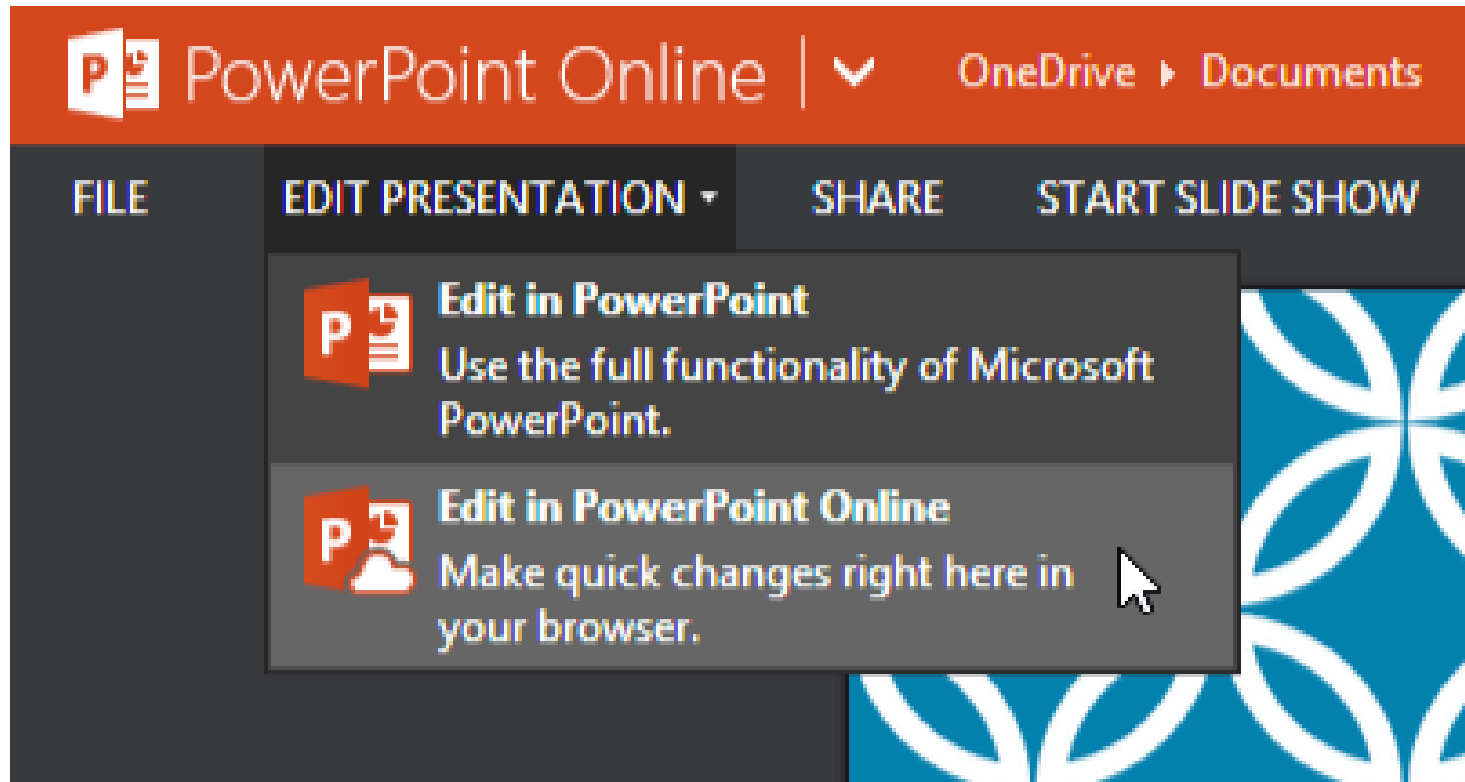 PowerPoint Online OneDrive Documents
FILE EDIT PRESENTATION SHARE START SLIDE SHOW
Edit in PowerPoint
Use the full functionality of Microsoft
PowerPoint.
Edit in PowerPoint Online
Make quick changes right here in
your browser.